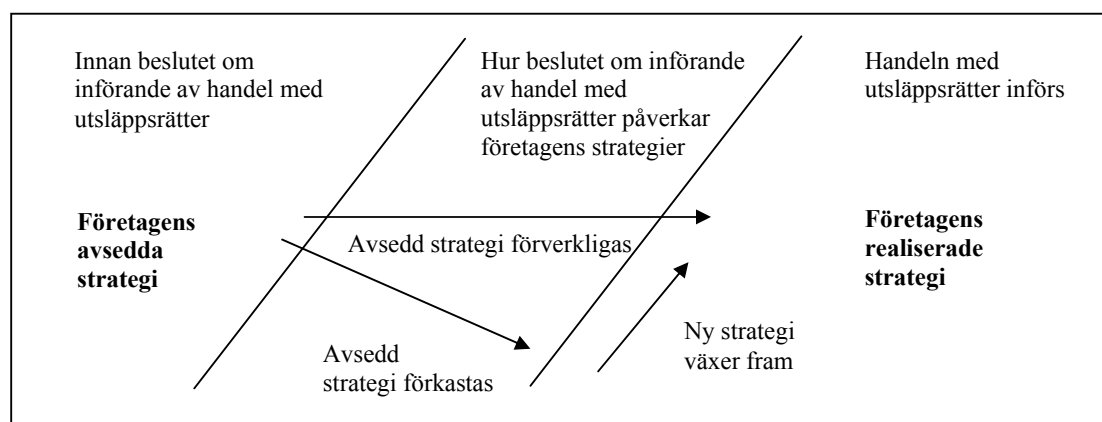 Innan beslutet om
införande av handel med
utsläppsrätter
Hur beslutet om införande
av handel med
utsläppsrätter påverkar
företagens strategier
Handeln med
utsläppsrätter införs
Företagens
avsedda
strategi
Avsedd strategi förverkligas
Företagens
realiserade
strategi
Avsedd
strategi förkastas
Ny strategi
växer fram